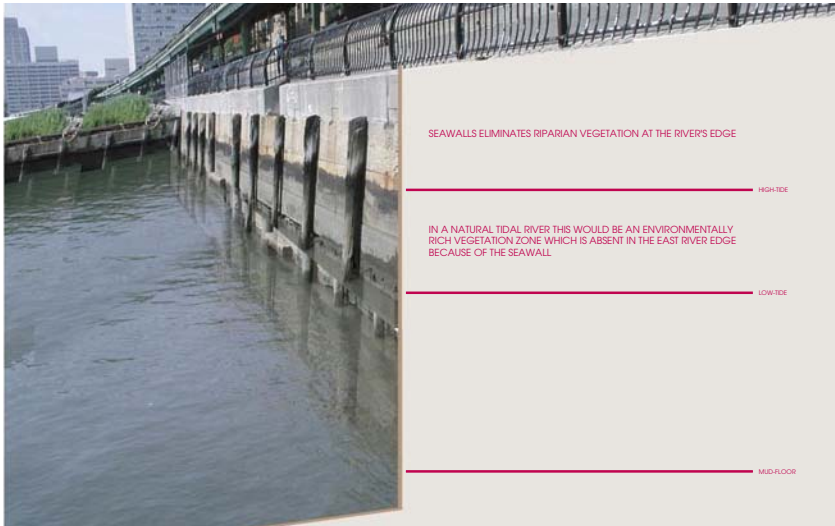 SEAWALLS ELIMINATES RIPARIAN VEGETATION AT THE RIVER'S EDGE
HIGH-TIDE
IN A NATURAL TIDAL RIVER THIS WOULD BE AN ENVIRONMENTALLY
RICH VEGETATION ZONE WHICH IS ABSENT IN THE EAST RIVER EDGE
BECAUSE OF THE SEAWALL
LOW-TIDE
MUD-FLOOR